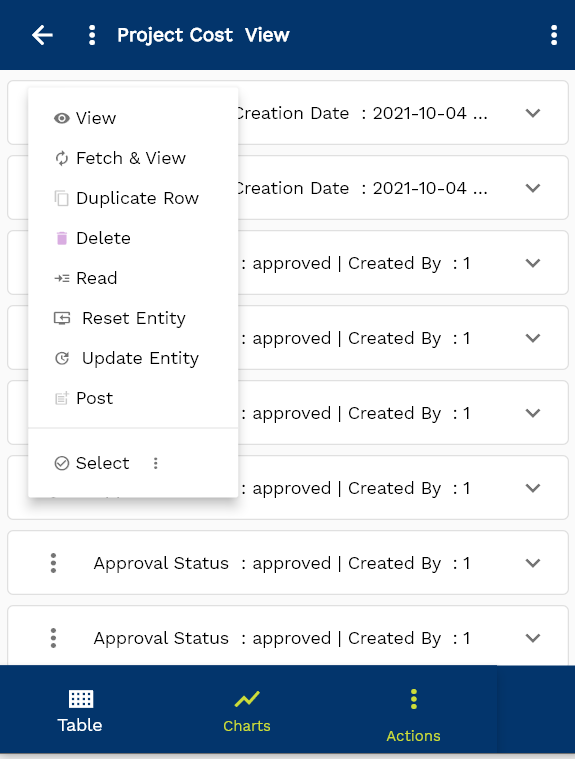 Project Cost  View
Creation Date  : 2021-10-04 ...
View
Fetch & View
Creation Date  : 2021-10-04 ...
Duplicate Row
Delete
: approved | Created By  : 1
Read
Reset Entity
: approved | Created By  : 1
Update Entity
Post
: approved | Created By  : 1
Select
: approved | Created By  : 1
Approval Status  : approved | Created By  : 1
Approval Status  : approved | Created By  : 1
Table
Charts
Actions